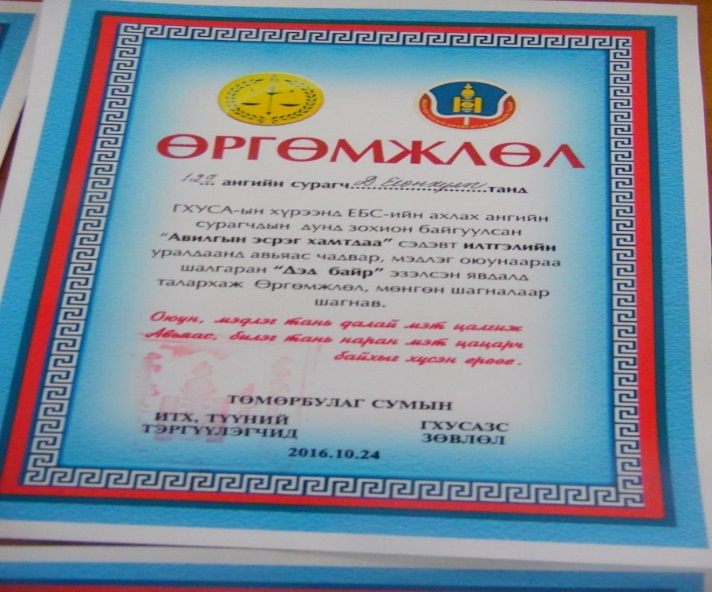 ӨРГӨМЖЛӨЛ
12а ангийн сурагч Д. танд
ГХУСА-ын хүрээнд ЕБС-ийн ахлах ангийн
сурагчдын дунд зохион байгуулсан
"Авилгын эсрэг хамтдаа" сэдэвт илтгэлийн
уралдаанд авьяас чадвар, мэдлэг оюунаараа
шалгаран "Дэд байр" эзэлсэн явдалд
талархаж Өргөмжлөл, мөнгөн шагналаар
шагнав.
Оюун, мэдлэг тань далай мэт цалгиж
Авьяас, билэг тань наран мэт цацарч
байхыг хүсэн ерөөе.
ТӨМӨРБУЛАГ СУМЫН
ИТХ, ТҮҮНИЙ
ТЭРГҮҮЛЭГЧИД
ГХУСАЗС
ЗӨВЛӨЛ
2016.10.24